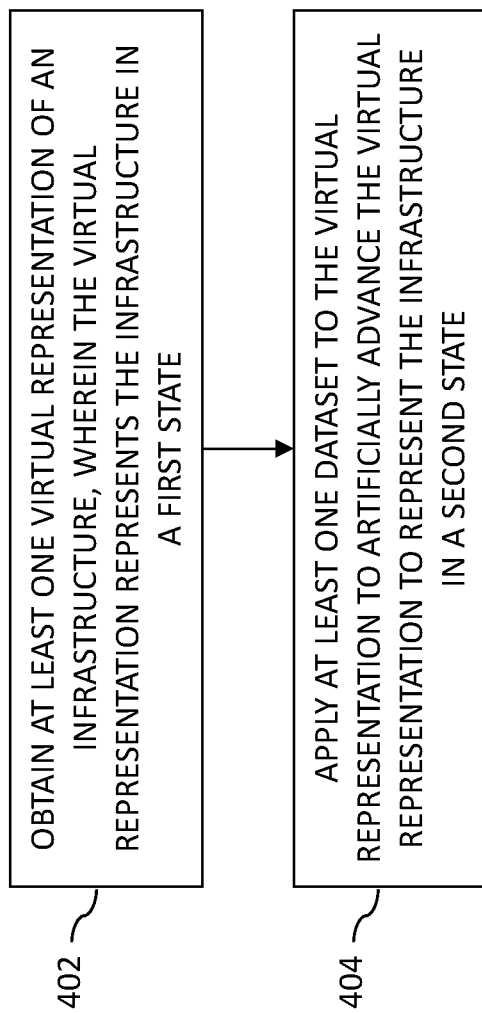 402
OBTAIN AT LEAST ONE VIRTUAL REPRESENTATION OF AN
INFRASTRUCTURE, WHEREIN THE VIRTUAL
REPRESENTATION REPRESENTS THE INFRASTRUCTURE IN
A FIRST STATE
404
APPLY AT LEAST ONE DATASET TO THE VIRTUAL
REPRESENTATION TO ARTIFICIALLY ADVANCE THE VIRTUAL
REPRESENTATION TO REPRESENT THE INFRASTRUCTURE
IN A SECOND STATE